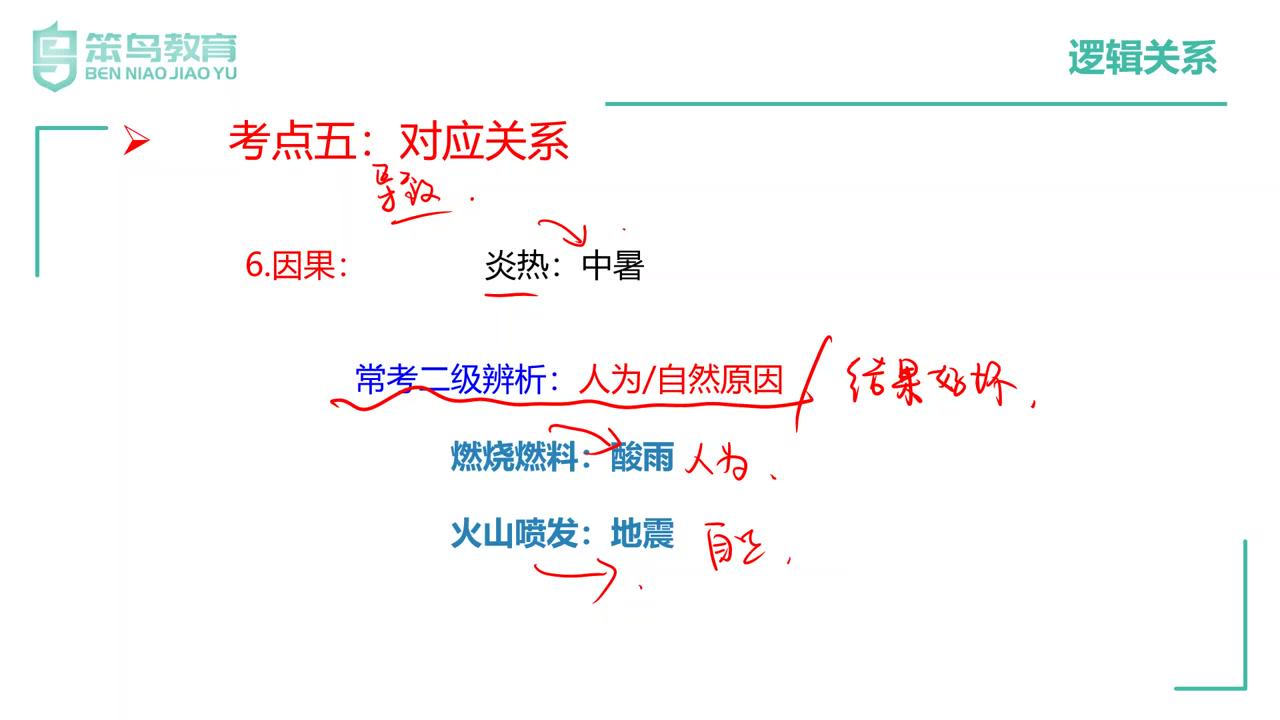 笨鸟教育
BEN NIAO JIAO YU
逻辑关系
考点五：对应关系
导致
6.因果： 炎热：中暑
常考二级辨析：人为/自然原因 / 结果好坏
燃烧燃料：酸雨 人为
火山喷发：地震 自然